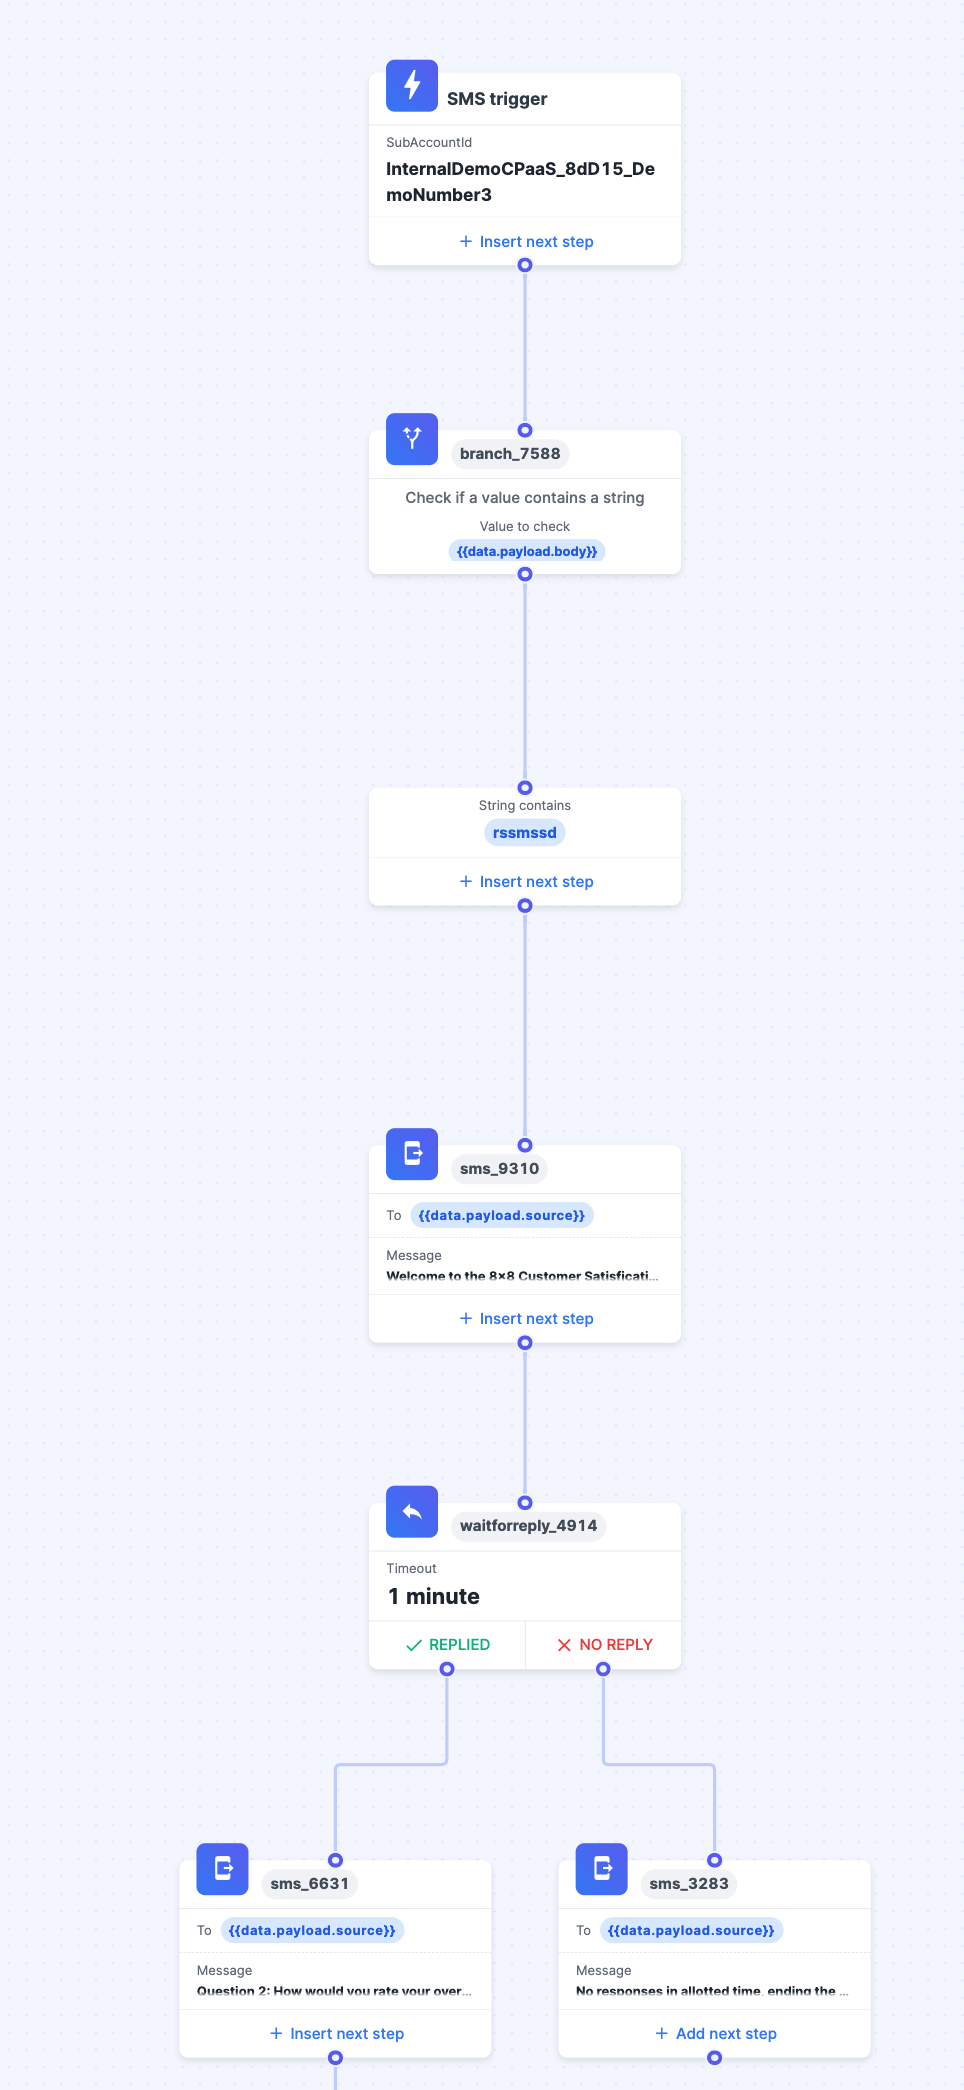 SMS trigger
SubAccountId
InternalDemoCPaaS_8dD15_De
moNumber3
+ Insert next step
branch_7588
Check if a value contains a string
Value to check
{{data.payload.body}}
String contains
rssmssd
+ Insert next step
sms_9310
To {{data.payload.source}}
Message
Welcome to the 8x8 Customer Satisficati...
+ Insert next step
waitforreply_4914
Timeout
1 minute
REPLIED
NO REPLY
sms_6631
To {{data.payload.source}}
Message
Question 2: How would you rate your over...
+ Insert next step
sms_3283
To {{data.payload.source}}
Message
No responses in allotted time, ending the ...
+ Add next step